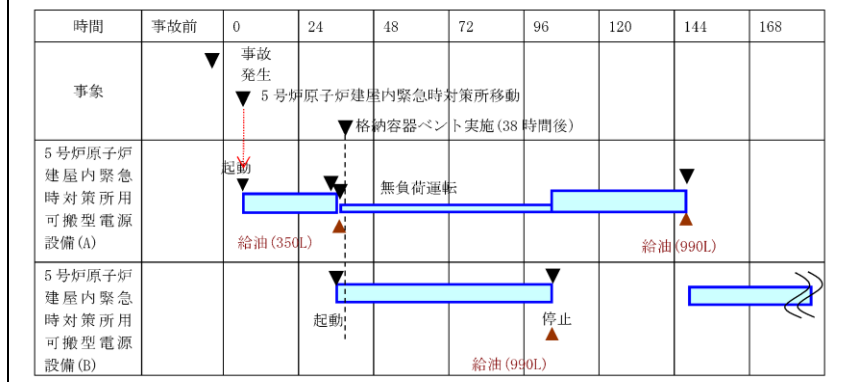 時間 事故前 0 24 48 72 96 120 144 168
事象
事故
発生
5号炉原子炉建屋内緊急時対策所移動
格納容器ベント実施(38時間後)
5号炉原子炉
建屋内緊急
時対策所用
可搬型電源
設備(A)
起動
無負荷運転
給油(350L)
給油(990L)
5号炉原子炉
建屋内緊急
時対策所用
可搬型電源
設備(B)
起動
停止
給油(990L)